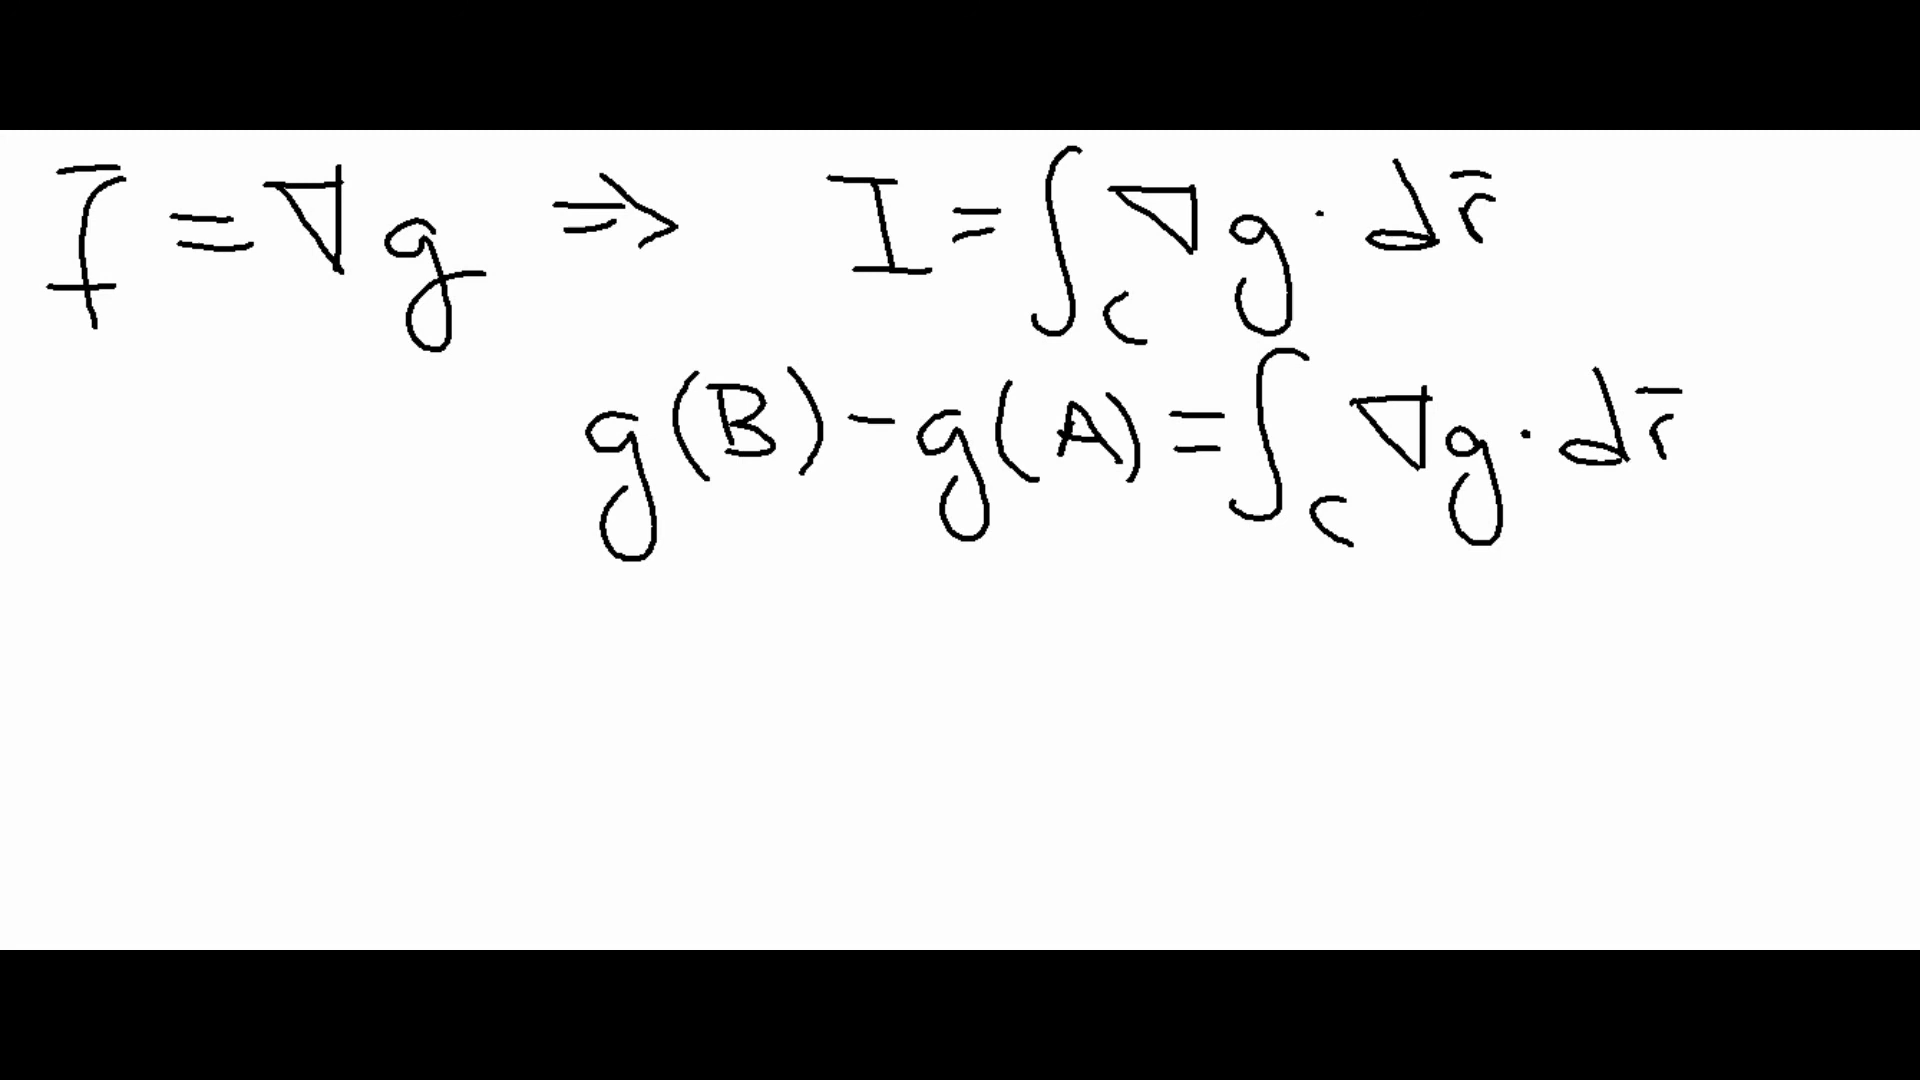 f̄ = ∇g ⇒ I = ∫_C ∇g · dr̄
g(B) - g(A) = ∫_C ∇g · dr̄